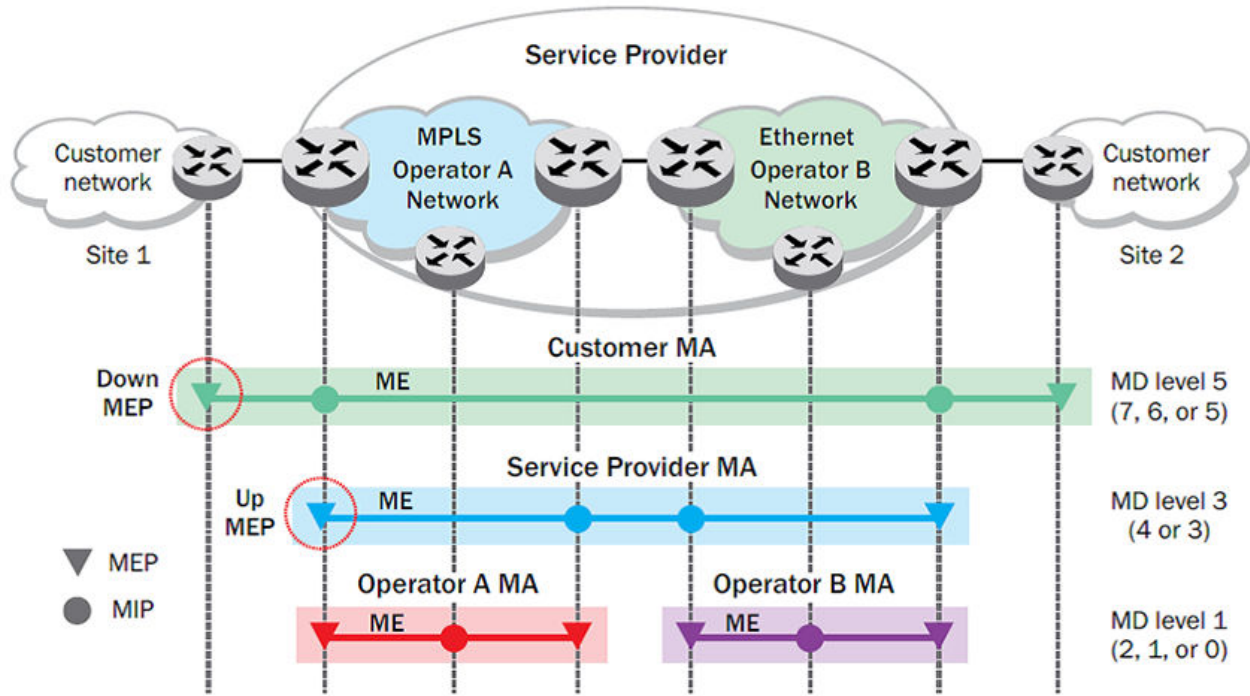 Service Provider
Customer
network
MPLS
Operator A
Network
Ethernet
Operator B
Network
Customer
network
Site 1
Site 2
Customer MA
Down
MEP
ME
MD level 5
(7, 6, or 5)
Service Provider MA
Up
MEP
ME
MD level 3
(4 or 3)
MEP
MIP
Operator A MA
ME
Operator B MA
ME
MD level 1
(2, 1, or 0)